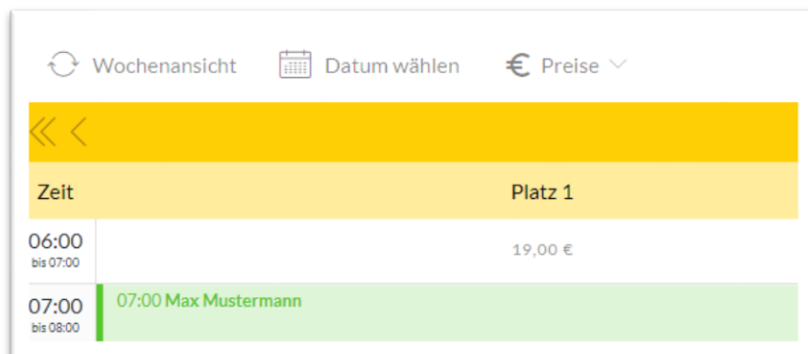 Wochenansicht Datum wählen € Preise
Zeit Platz 1
06:00
bis 07:00
19,00 €
07:00
bis 08:00
07:00 Max Mustermann